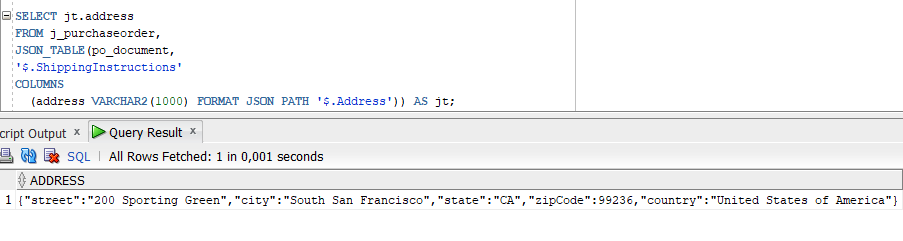 SELECT jt.address
FROM j_purchaseorder,
JSON_TABLE(po_document,
'$.ShippingInstructions'
COLUMNS
(address VARCHAR2(1000) FORMAT JSON PATH '$.Address')) AS jt;
cript Output x Query Result x
SQL | All Rows Fetched: 1 in 0,001 seconds
ADDRESS
1 {"street":"200 Sporting Green","city":"South San Francisco","state":"CA","zipCode":99236,"country":"United States of America"}